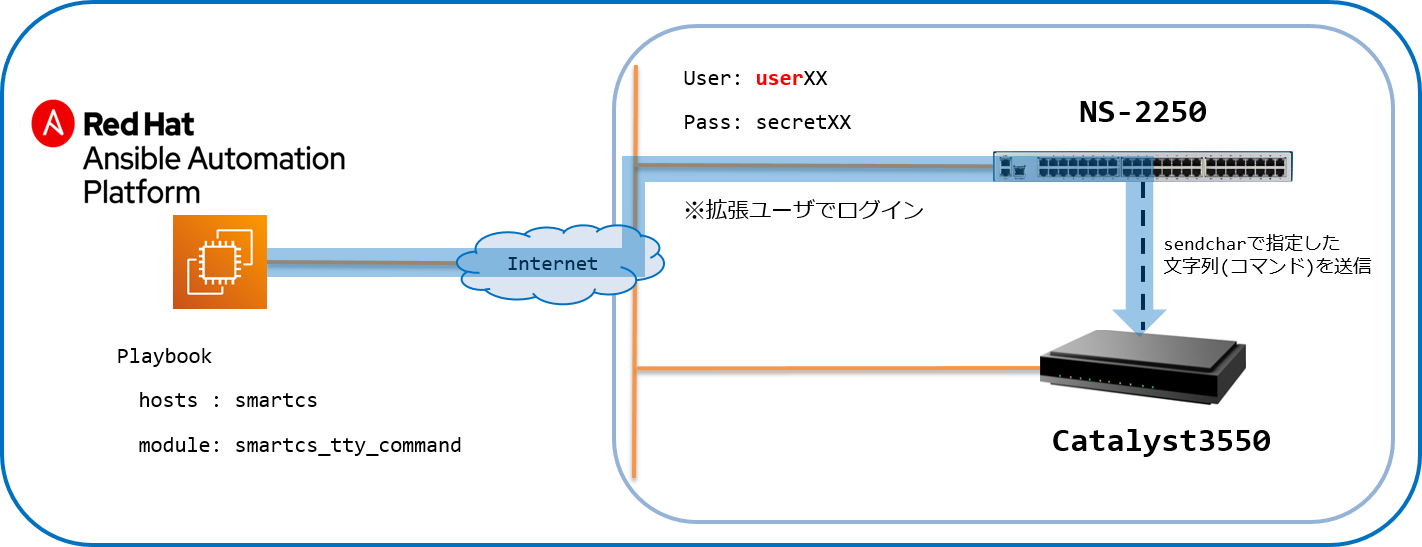 Red Hat
Ansible Automation
Platform
User: userXX
Pass: secretXX
NS-2250
※拡張ユーザでログイン
Internet
sendcharで指定した
文字列(コマンド)を送信
Playbook
hosts : smartcs
module: smartcs_tty_command
Catalyst3550